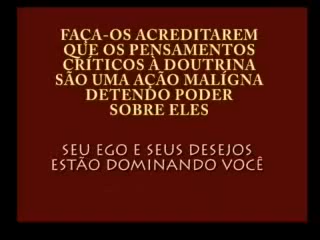 FAÇA-OS ACREDITAREM
QUE OS PENSAMENTOS
CRÍTICOS À DOUTRINA
SÃO UMA AÇÃO MALIGNA
DETENDO PODER
SOBRE ELES
SEU EGO E SEUS DESEJOS
ESTÃO DOMINANDO VOCÊ